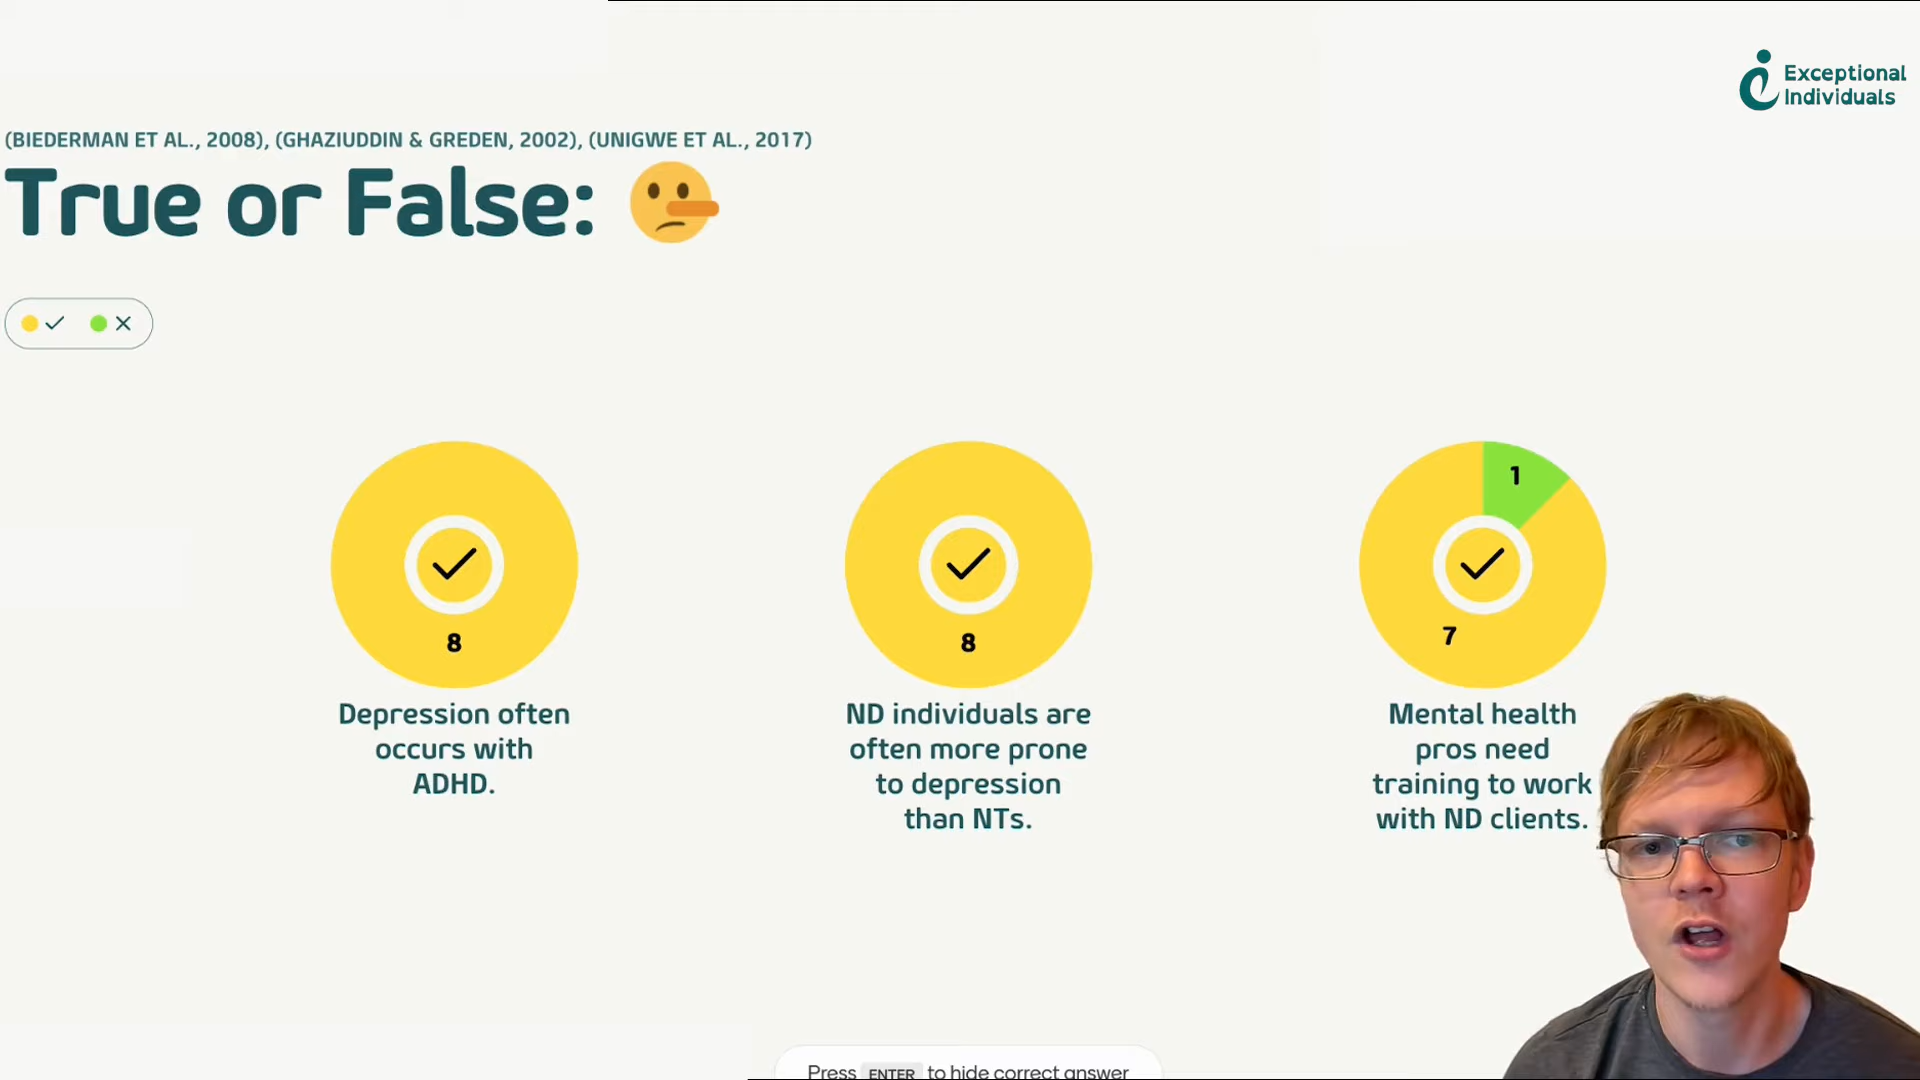 Exceptional
Individuals
(BIEDERMAN ET AL., 2008), (GHAZIUDDIN & GREDEN, 2002), (UNIGWE ET AL., 2017)
True or False:
8
Depression often
occurs with
ADHD.
8
ND individuals are
often more prone
to depression
than NTs.
1
7
Mental health
pros need
training to work
with ND clients.
Press ENTER to hide correct answer